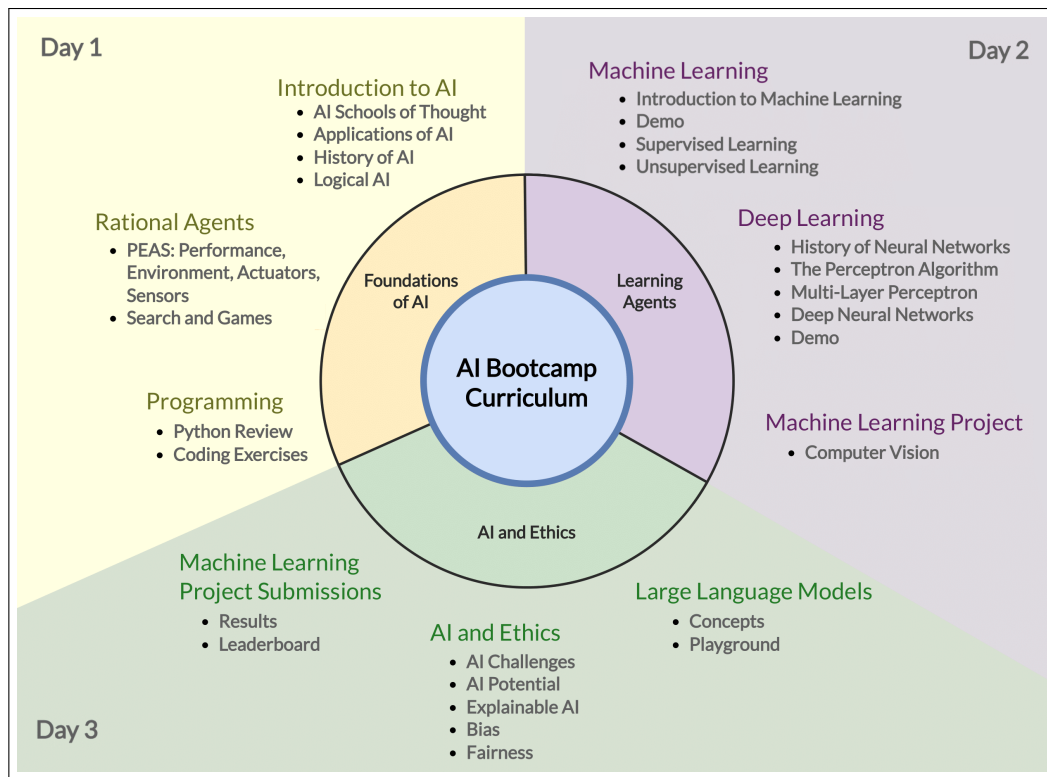 Day 1
Introduction to AI
• AI Schools of Thought
• Applications of AI
• History of AI
• Logical AI
Rational Agents
• PEAS: Performance,
Environment, Actuators,
Sensors
• Search and Games
Programming
• Python Review
• Coding Exercises
Day 2
Machine Learning
• Introduction to Machine Learning
• Demo
• Supervised Learning
• Unsupervised Learning
Deep Learning
• History of Neural Networks
• The Perceptron Algorithm
• Multi-Layer Perceptron
• Deep Neural Networks
• Demo
Machine Learning Project
• Computer Vision
Foundations
of AI
Learning
Agents
AI Bootcamp
Curriculum
AI and Ethics
Day 3
Machine Learning
Project Submissions
• Results
• Leaderboard
AI and Ethics
• AI Challenges
• AI Potential
• Explainable AI
• Bias
• Fairness
Large Language Models
• Concepts
• Playground